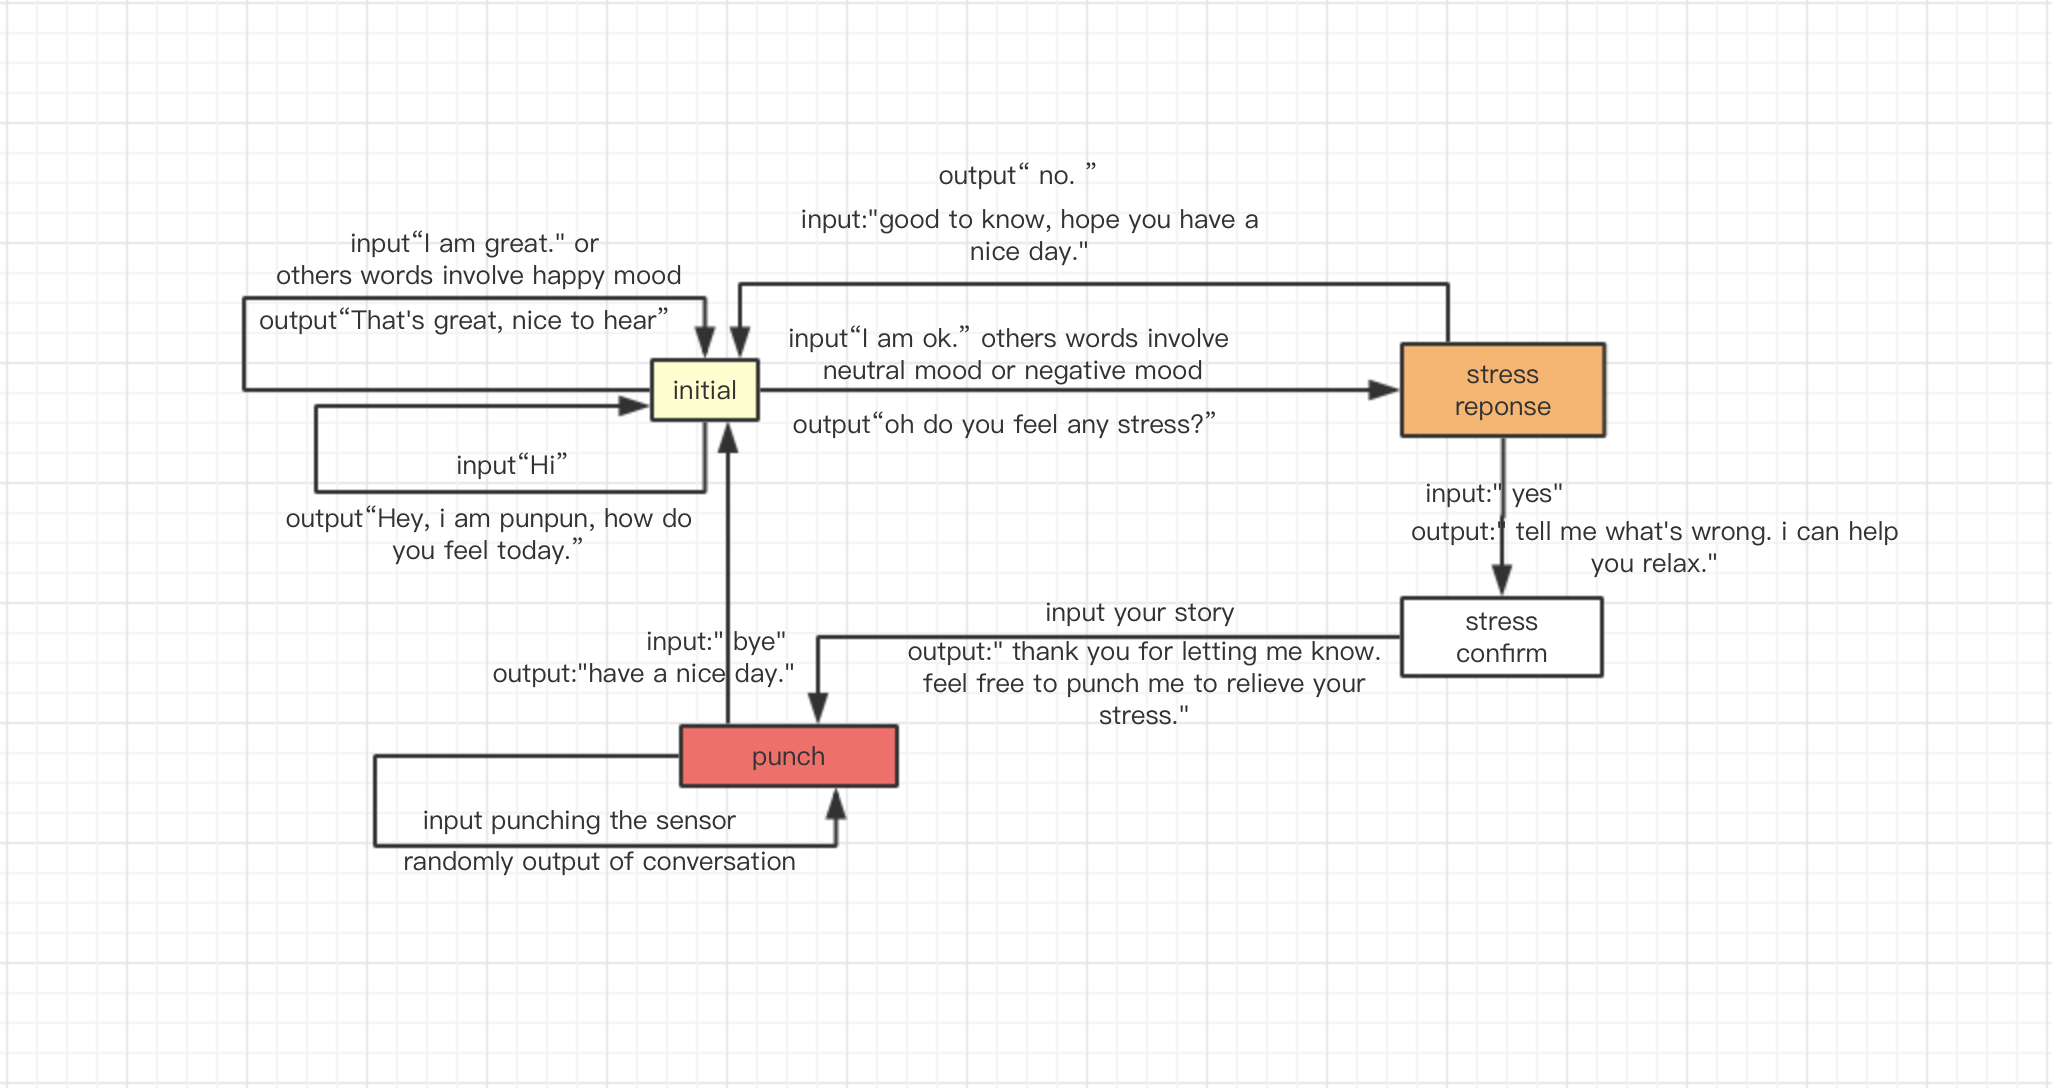 output“ no. ”
input:"good to know, hope you have a
nice day."
input“I am great." or
others words involve happy mood
output“That's great, nice to hear”
input“I am ok.” others words involve
neutral mood or negative mood
output“oh do you feel any stress?”
initial
stress
reponse
input“Hi”
output“Hey, i am punpun, how do
you feel today.”
input:" yes"
output:" tell me what's wrong. i can help
you relax."
stress
confirm
input your story
output:" thank you for letting me know.
feel free to punch me to relieve your
stress."
input:" bye"
output:"have a nice day."
punch
input punching the sensor
randomly output of conversation